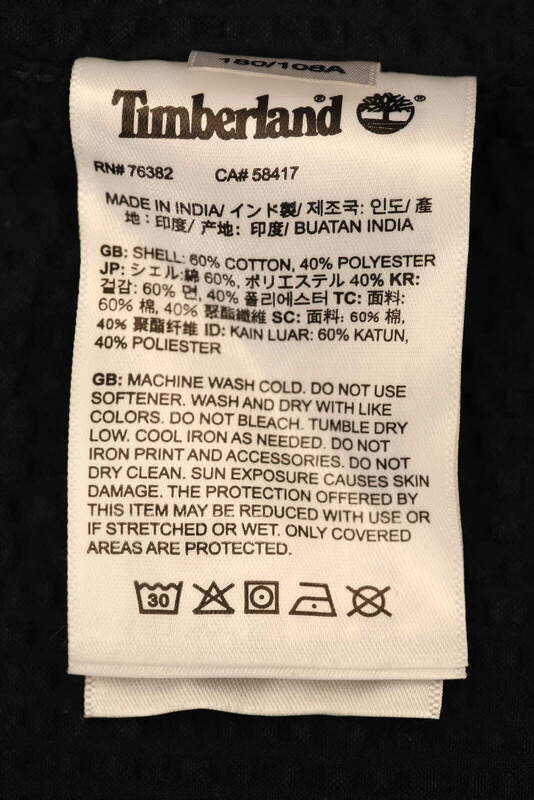 180/108A
Timberland®
®
RN# 76382 CA# 58417
MADE IN INDIA/ インド製/ 제조국: 인도/ 產
地：印度/ 产地：印度/ BUATAN INDIA
GB: SHELL: 60% COTTON, 40% POLYESTER
JP: シェル:綿 60%, ポリエステル 40% KR:
겉감: 60% 면, 40% 폴리에스터 TC: 面料:
60% 棉, 40% 聚酯纖維 SC: 面料: 60% 棉,
40% 聚酯纤维 ID: KAIN LUAR: 60% KATUN,
40% POLIESTER
GB: MACHINE WASH COLD. DO NOT USE
SOFTENER. WASH AND DRY WITH LIKE
COLORS. DO NOT BLEACH. TUMBLE DRY
LOW. COOL IRON AS NEEDED. DO NOT
IRON PRINT AND ACCESSORIES. DO NOT
DRY CLEAN. SUN EXPOSURE CAUSES SKIN
DAMAGE. THE PROTECTION OFFERED BY
THIS ITEM MAY BE REDUCED WITH USE OR
IF STRETCHED OR WET. ONLY COVERED
AREAS ARE PROTECTED.
30